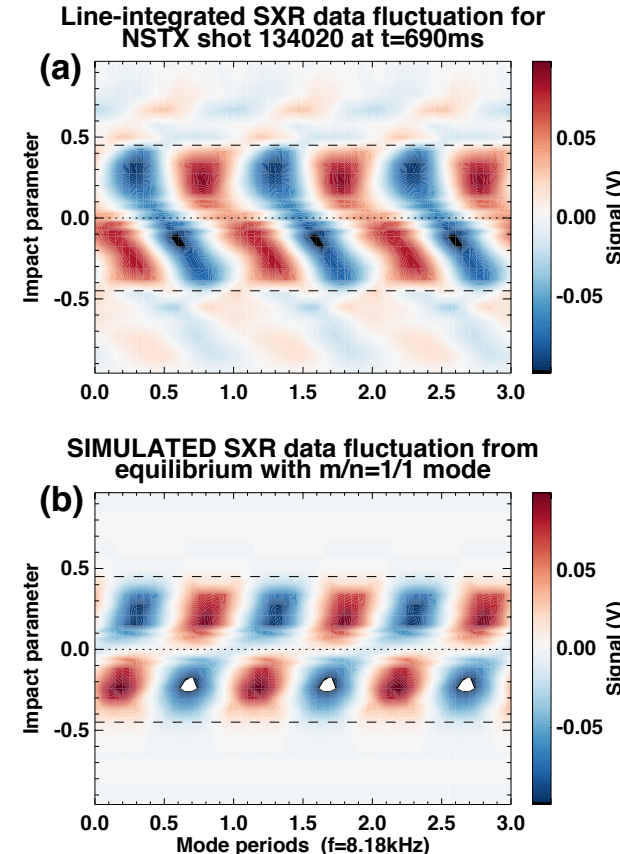 Line-integrated SXR data fluctuation for
NSTX shot 134020 at t=690ms
(a)
0.5
0.0
-0.5
Impact parameter
0.0 0.5 1.0 1.5 2.0 2.5 3.0
0.05
0.00
-0.05
Signal (V)
SIMULATED SXR data fluctuation from
equilibrium with m/n=1/1 mode
(b)
0.5
0.0
-0.5
Impact parameter
0.0 0.5 1.0 1.5 2.0 2.5 3.0
Mode periods (f=8.18kHz)
0.05
0.00
-0.05
Signal (V)